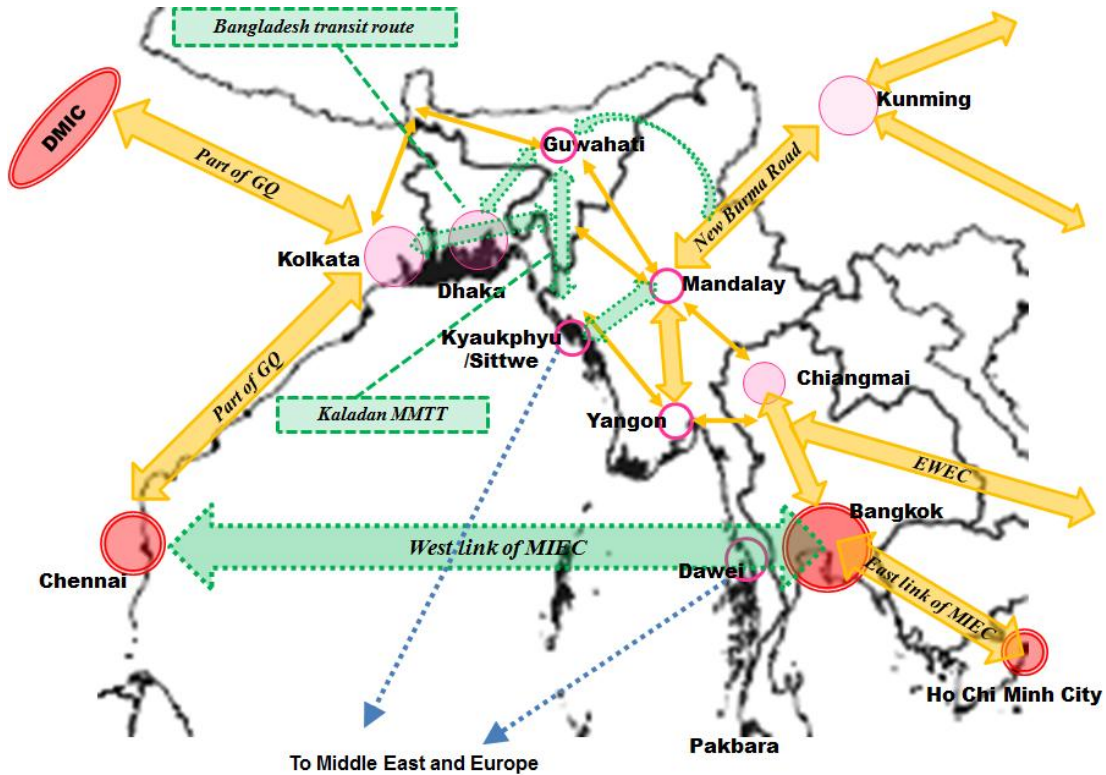 Bangladesh transit route
DMIC
Kunming
Part of GQ
Guwahati
New Burma Road
Kolkata
Dhaka
Mandalay
Kyaukphyu
/Sittwe
Chiangmai
Part of GQ
Kaladan MMTT
Yangon
EWEC
Bangkok
West link of MIEC
Chennai
Dawei
East link of MIEC
Ho Chi Minh City
Pakbara
To Middle East and Europe